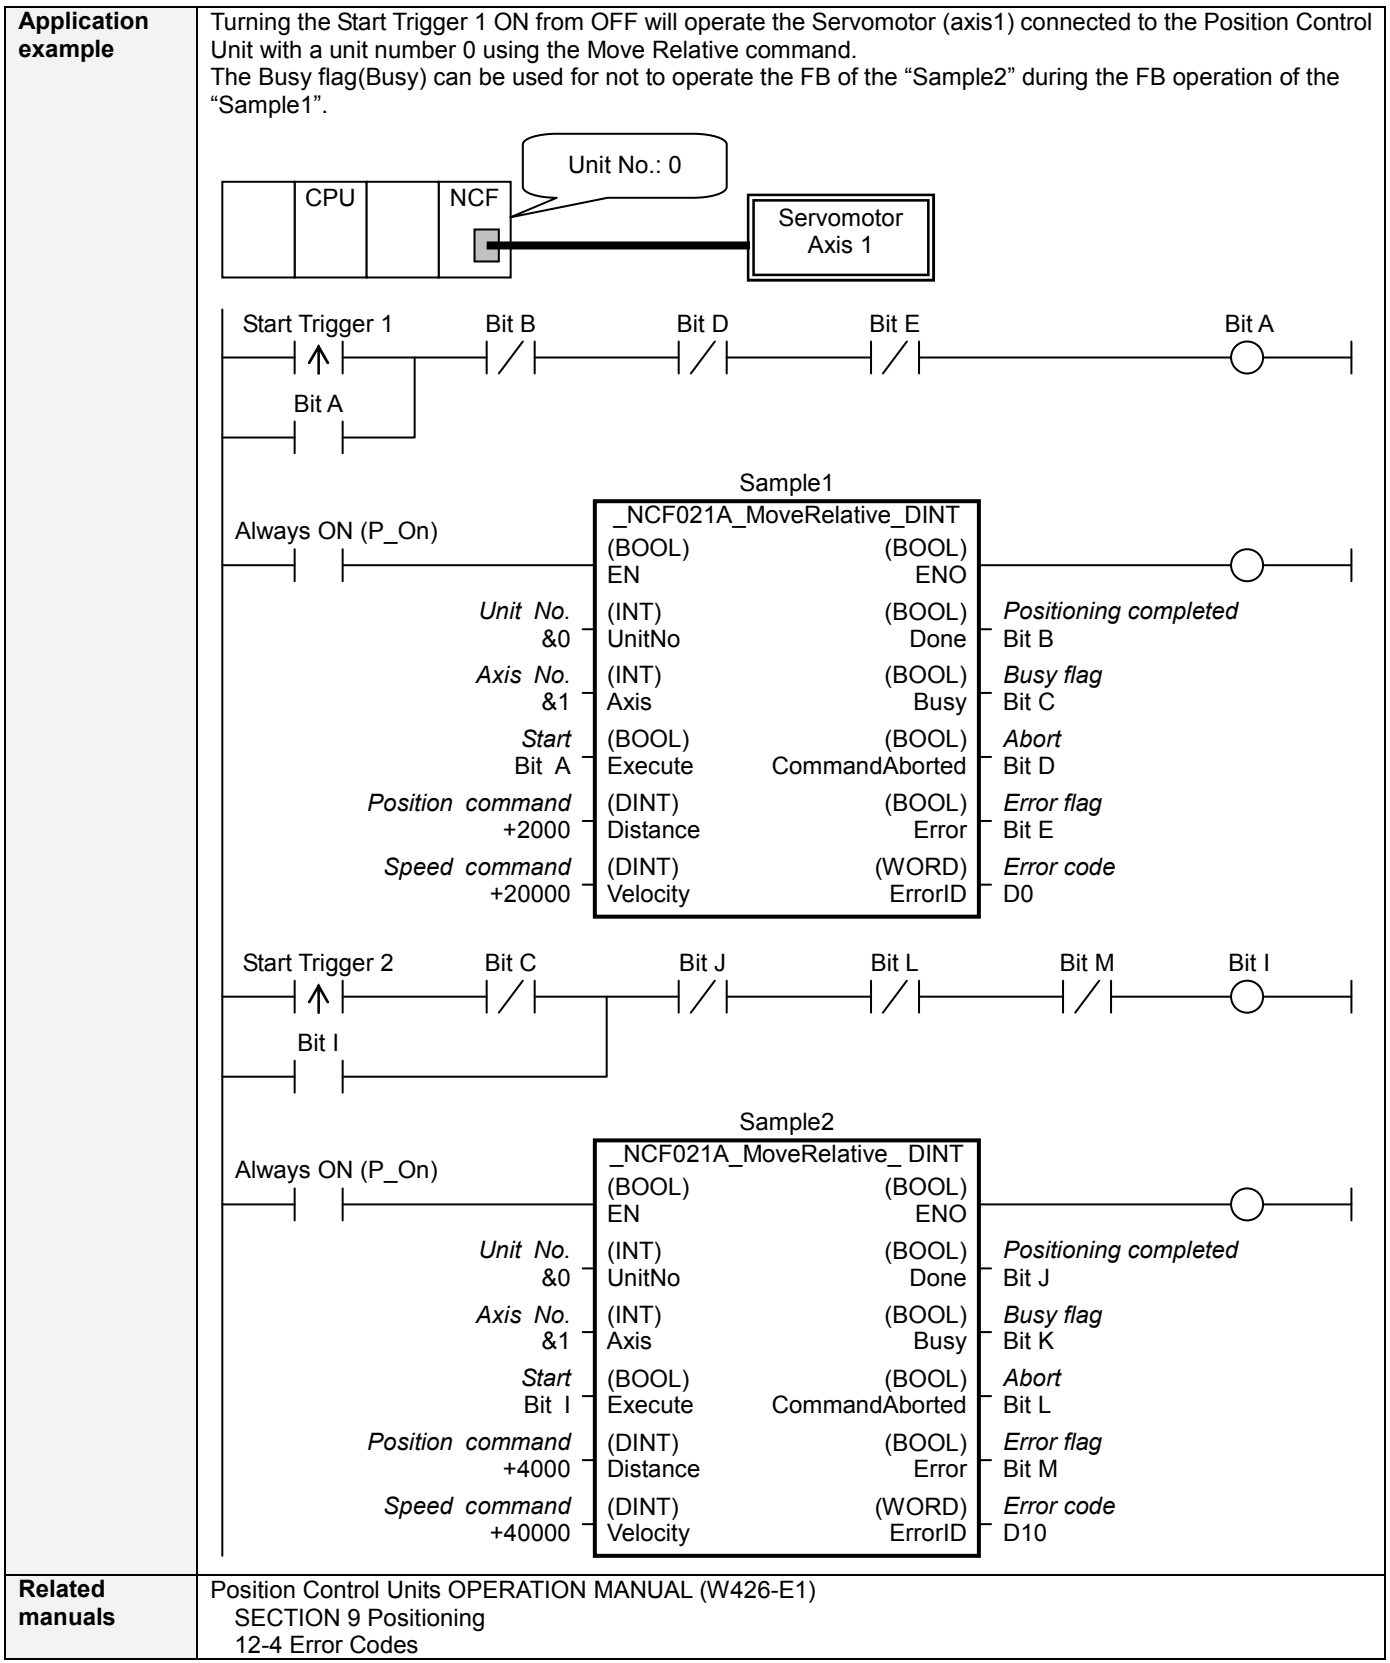 Application
example
Turning the Start Trigger 1 ON from OFF will operate the Servomotor (axis1) connected to the Position Control
Unit with a unit number 0 using the Move Relative command.
The Busy flag(Busy) can be used for not to operate the FB of the “Sample2” during the FB operation of the
“Sample1”.
Unit No.: 0
CPU
NCF
Servomotor
Axis 1
Start Trigger 1
Bit B
Bit D
Bit E
Bit A
Bit A
Sample1
_NCF021A_MoveRelative_DINT
Always ON (P_On)
(BOOL)
EN
(BOOL)
ENO
Unit No.
&0
(INT)
UnitNo
(BOOL)
Done
Positioning completed
Bit B
Axis No.
&1
(INT)
Axis
(BOOL)
Busy
Busy flag
Bit C
Start
Bit A
(BOOL)
Execute
(BOOL)
CommandAborted
Abort
Bit D
Position command
+2000
(DINT)
Distance
(BOOL)
Error
Error flag
Bit E
Speed command
+20000
(DINT)
Velocity
(WORD)
ErrorID
Error code
D0
Start Trigger 2
Bit C
Bit J
Bit L
Bit M
Bit I
Bit I
Sample2
_NCF021A_MoveRelative_ DINT
Always ON (P_On)
(BOOL)
EN
(BOOL)
ENO
Unit No.
&0
(INT)
UnitNo
(BOOL)
Done
Positioning completed
Bit J
Axis No.
&1
(INT)
Axis
(BOOL)
Busy
Busy flag
Bit K
Start
Bit I
(BOOL)
Execute
(BOOL)
CommandAborted
Abort
Bit L
Position command
+4000
(DINT)
Distance
(BOOL)
Error
Error flag
Bit M
Speed command
+40000
(DINT)
Velocity
(WORD)
ErrorID
Error code
D10
Related
manuals
Position Control Units OPERATION MANUAL (W426-E1)
SECTION 9 Positioning
12-4 Error Codes